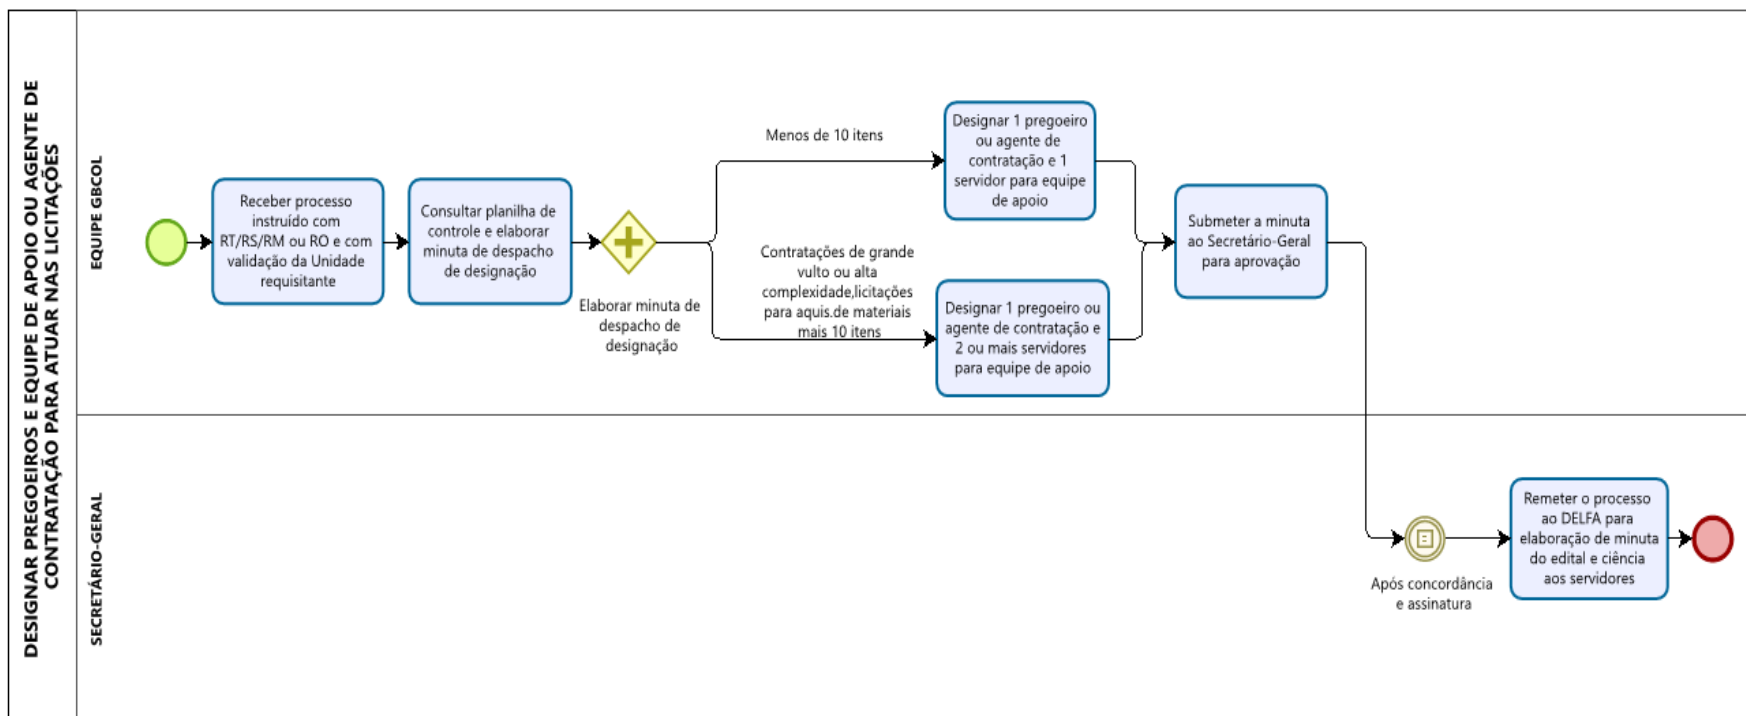 DESIGNAR PREGOEIROS E EQUIPE DE APOIO OU AGENTE DE
CONTRATAÇÃO PARA ATUAR NAS LICITAÇÕES
EQUIPE GBCOL
Receber processo
instruído com
RT/RS/RM ou RO e com
validação da Unidade
requisitante
Consultar planilha de
controle e elaborar
minuta de despacho
de designação
Elaborar minuta de
despacho de
designação
Menos de 10 itens
Contratações de grande
vulto ou alta
complexidade,licitações
para aquis.de materiais
mais 10 itens
Designar 1 pregoeiro
ou agente de
contratação e 1
servidor para equipe
de apoio
Designar 1 pregoeiro ou
agente de contratação e
2 ou mais servidores
para equipe de apoio
Submeter a minuta
ao Secretário-Geral
para aprovação
SECRETÁRIO-GERAL
Após concordância
e assinatura
Remeter o processo
ao DELFA para
elaboração de minuta
do edital e ciência
aos servidores